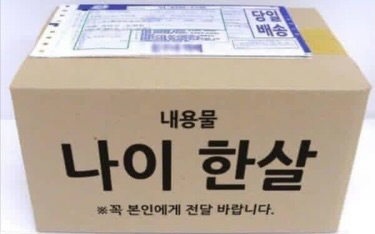 당일
배송
내용물
나이 한살
※꼭 본인에게 전달 바랍니다.